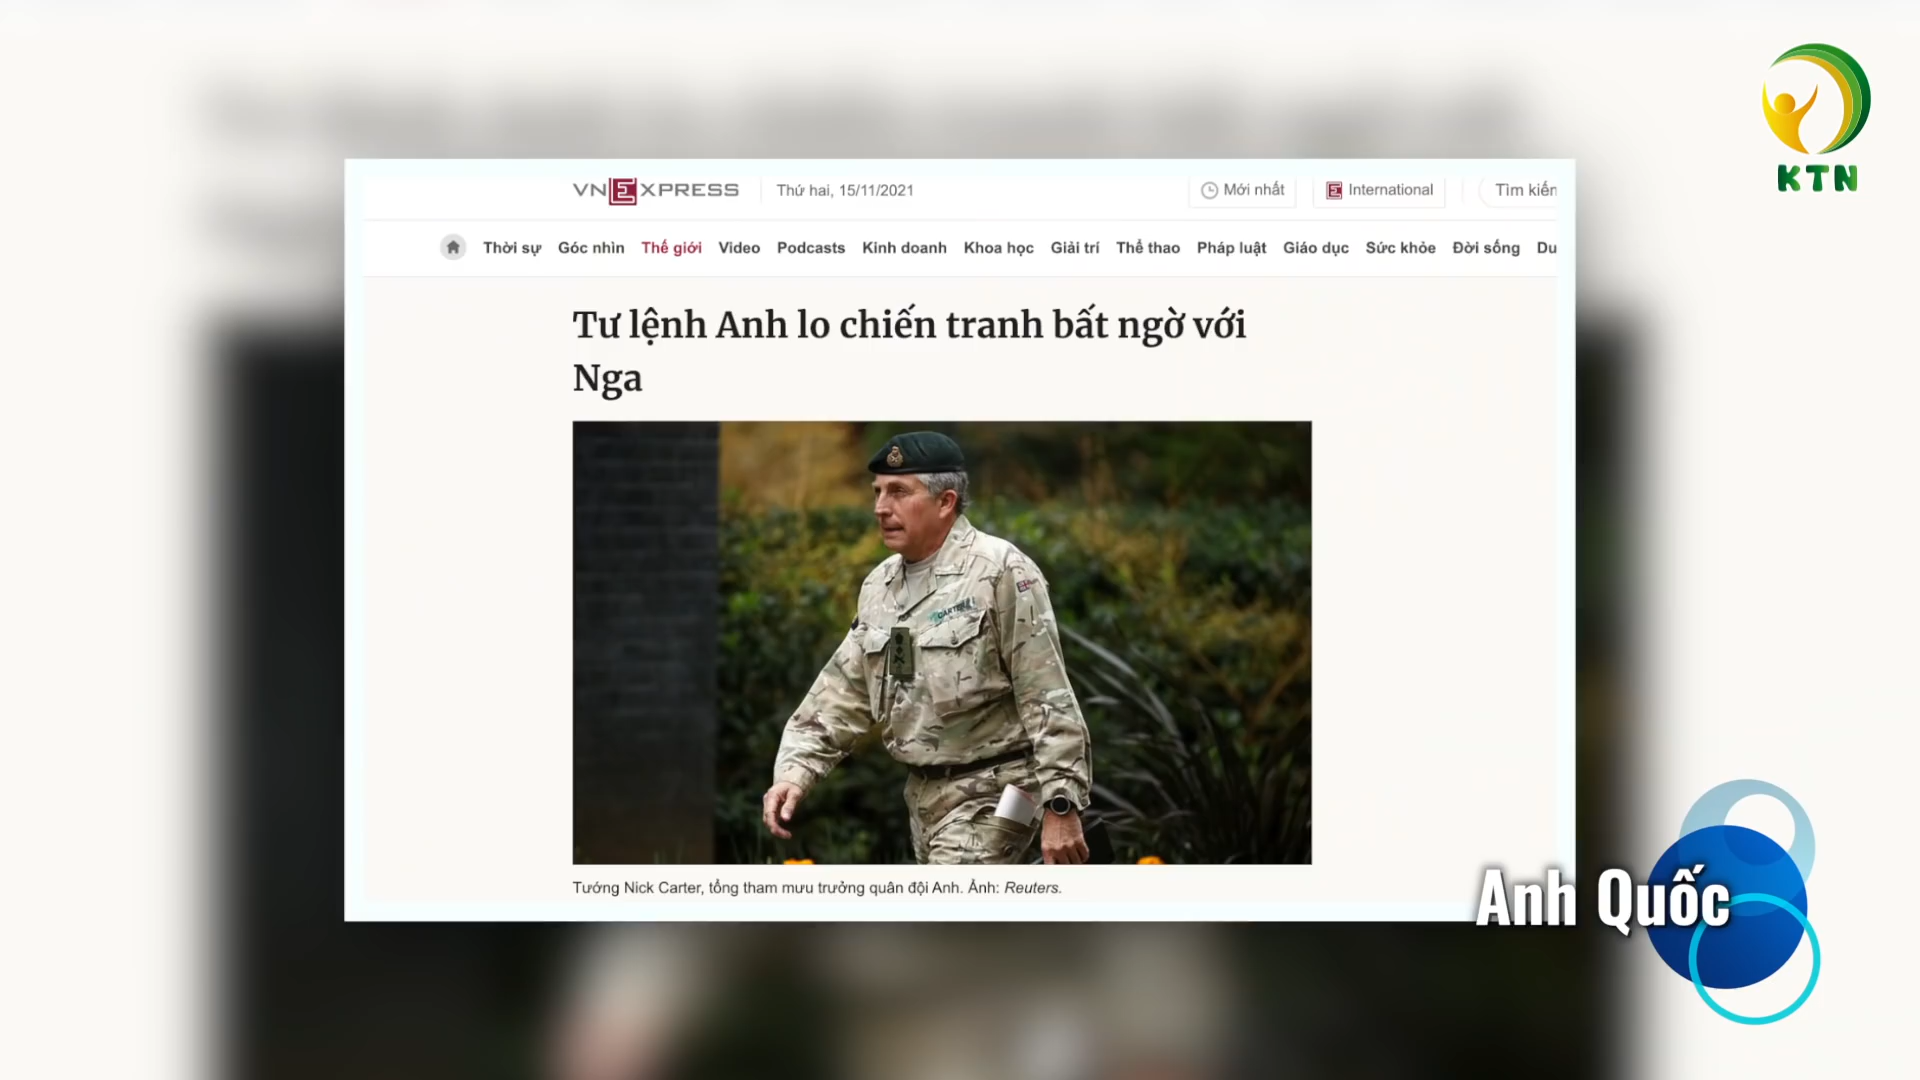 KTN
VNEXPRESS
Thứ hai, 15/11/2021
Mới nhất
International
Tìm kiến
Thời sự Góc nhìn Thế giới Video Podcasts Kinh doanh Khoa học Giải trí Thể thao Pháp luật Giáo dục Sức khỏe Đời sống Du
Tư lệnh Anh lo chiến tranh bất ngờ với
Nga
CARTER
Tướng Nick Carter, tổng tham mưu trưởng quân đội Anh. Ảnh: Reuters.
Anh Quốc